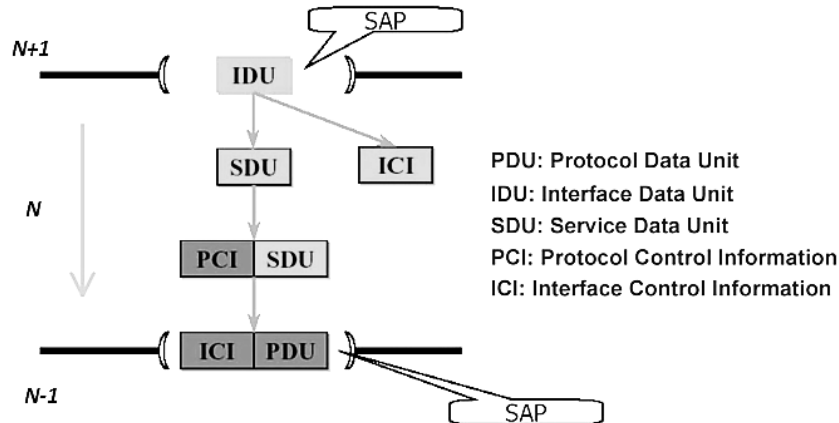 SAP
N+1
IDU
SDU
ICI
PDU: Protocol Data Unit
IDU: Interface Data Unit
N
SDU: Service Data Unit
PCI SDU
PCI: Protocol Control Information
ICI: Interface Control Information
ICI PDU
N-1
SAP